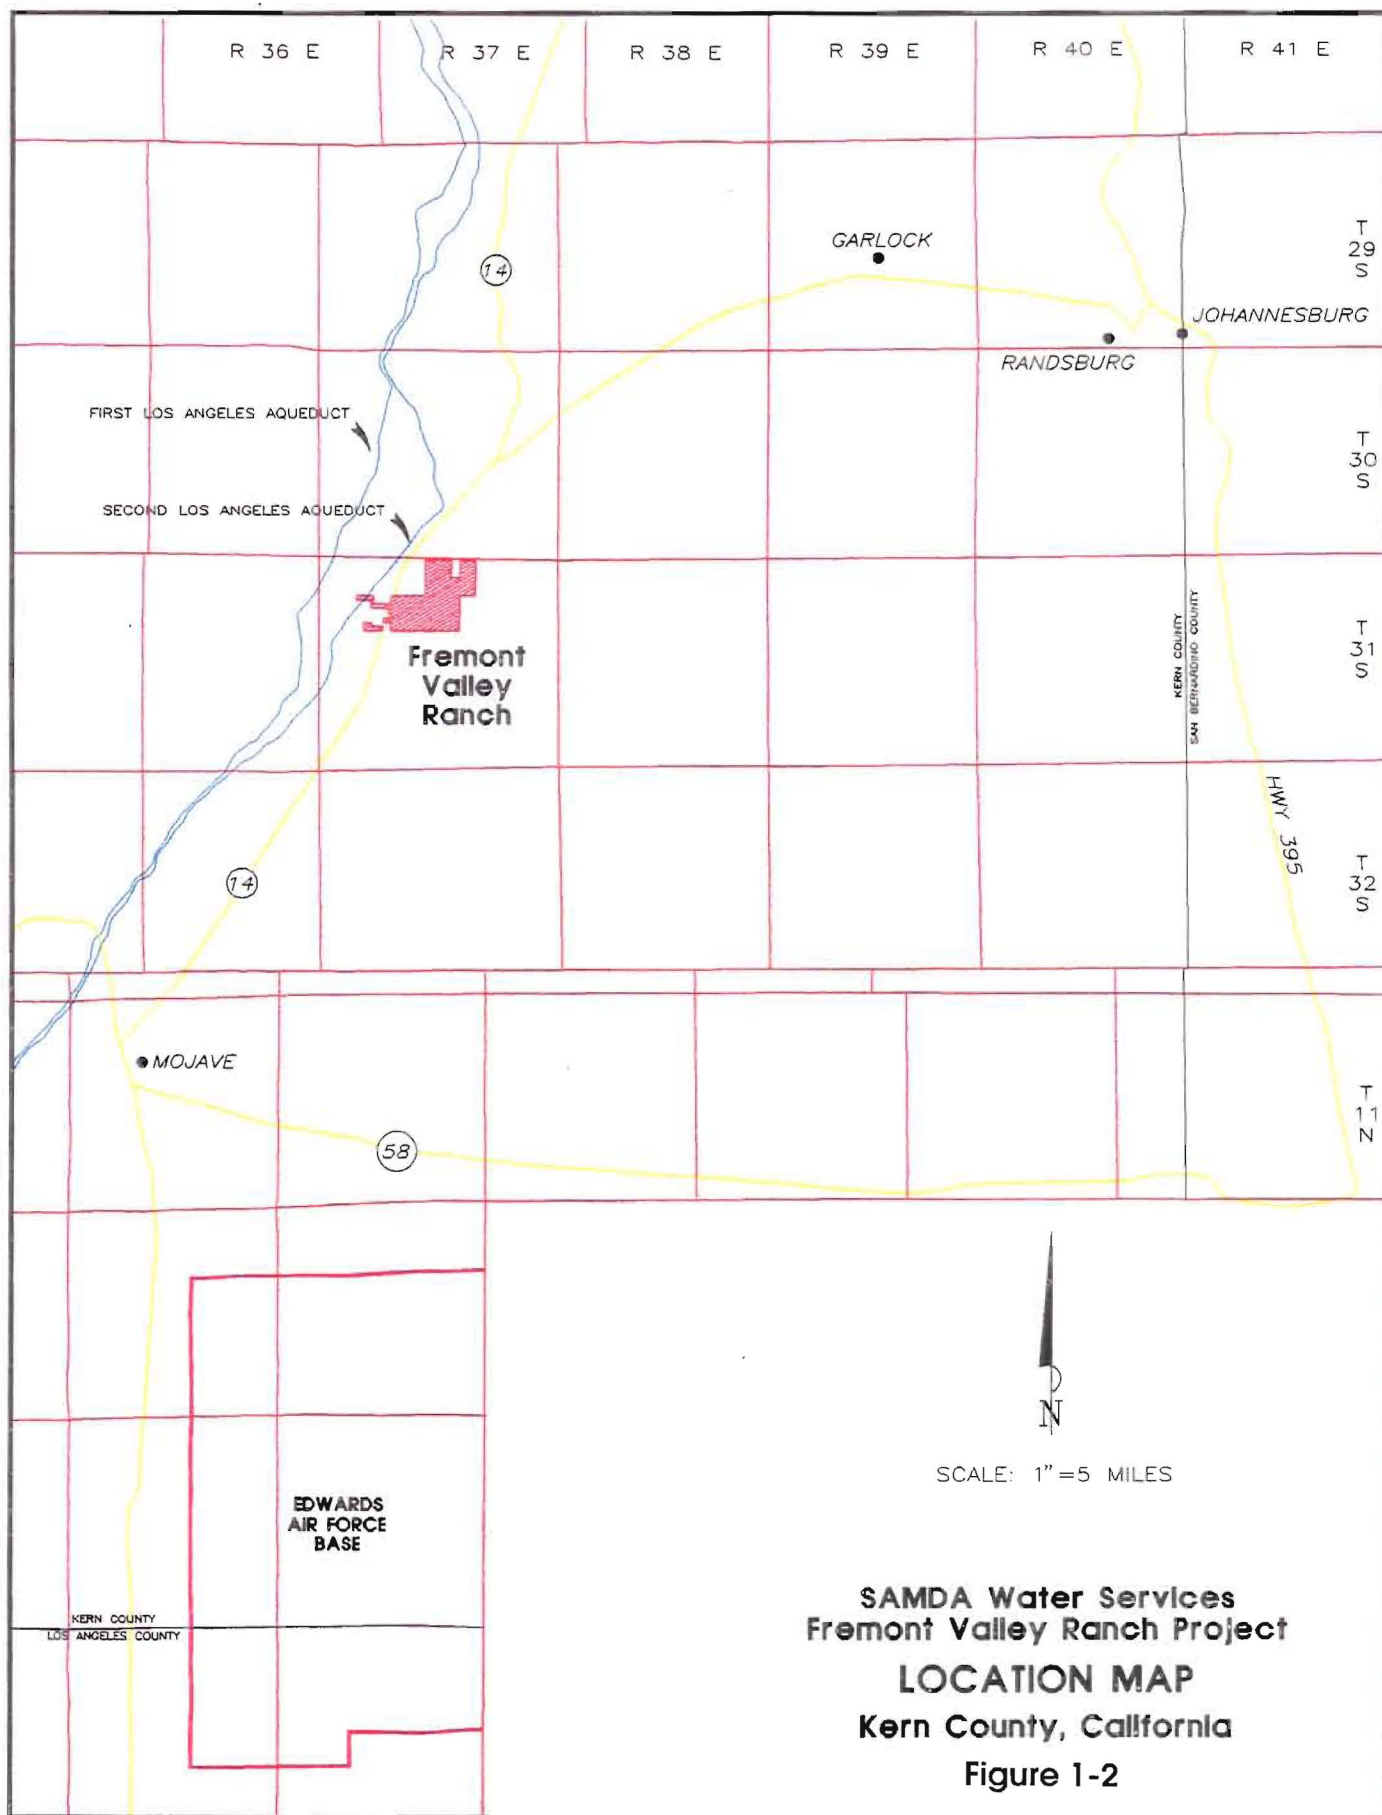 R 36 E
R 37 E
R 38 E
R 39 E
R 40 E
R 41 E
T
29
S
GARLOCK
14
JOHANNESBURG
RANDSBURG
FIRST LOS ANGELES AQUEDUCT
T
30
S
SECOND LOS ANGELES AQUEDUCT
Fremont
Valley
Ranch
KERN COUNTY
SAN BERNARDINO COUNTY
T
31
S
HWY 395
14
T
32
S
MOJAVE
58
T
11
N
N
SCALE: 1"=5 MILES
EDWARDS
AIR FORCE
BASE
KERN COUNTY
LOS ANGELES COUNTY
SAMDA Water Services
Fremont Valley Ranch Project
LOCATION MAP
Kern County, California
Figure 1-2